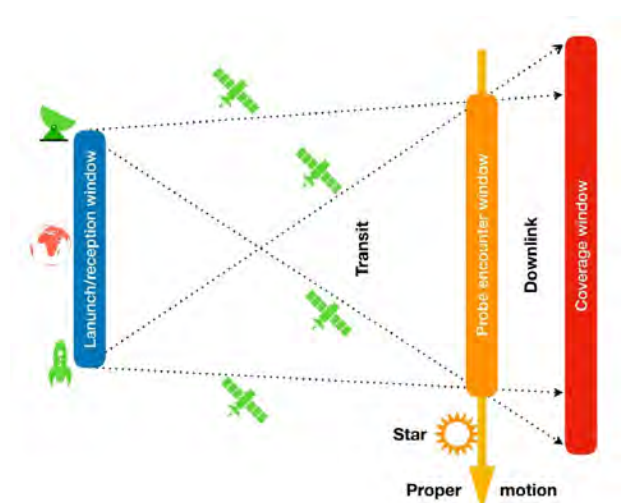 Lanunch/reception window
Transit
Probe encounter window
Downlink
Coverage window
Star
Proper motion